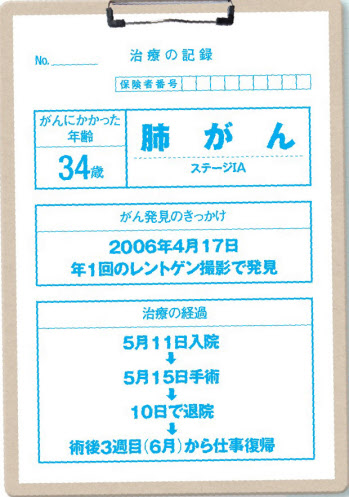 No.
治療の記録
保険者番号
がんにかかった
年齢
34歳
肺がん
ステージIA
がん発見のきっかけ
2006年4月17日
年1回のレントゲン撮影で発見
治療の経過
5月11日入院
↓
5月15日手術
↓
10日で退院
↓
術後3週目(6月)から仕事復帰